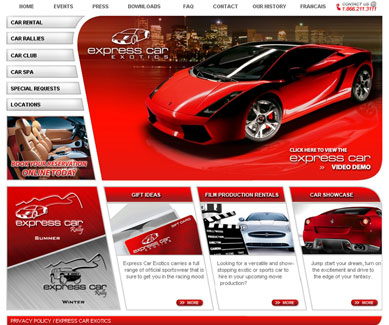 HOME EVENTS PRESS DOWNLOADS FAQ CONTACT OUR HISTORY FRANCAIS CONTACT US
1.866.211.3111
CAR RENTAL
CAR RALLIES
CAR CLUB
CAR SPA
SPECIAL REQUESTS
LOCATIONS
express car
EXOTICS
BOOK YOUR RESERVATION
ONLINE TODAY
CLICK HERE TO VIEW THE
express car
>> VIDEO DEMO
express car
Rally
SUMMER
express car
Rally
WINTER
GIFT IDEAS
express car
GIFT CARD
Express Car Exotics carries a full
range of official sportswear that is
sure to get you in the racing mood.
>> MORE
FILM PRODUCTION RENTALS
Looking for a versatile and show-
stopping exotic or sports car to
hire in your upcoming movie
production?
>> MORE
CAR SHOWCASE
Jump start your dream, turn on
the excitement and drive to
the edge of your fantasy.
>> MORE
PRIVACY POLICY / EXPRESS CAR EXOTICS